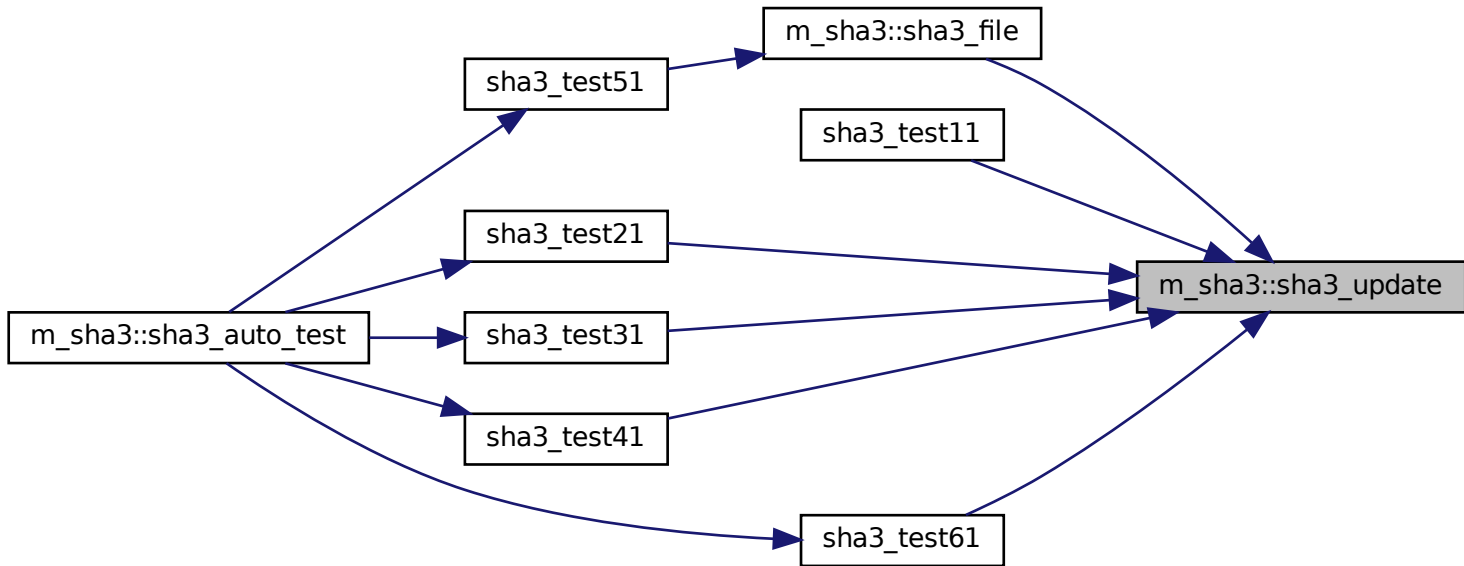 m_sha3::sha3_file
sha3_test51
sha3_test11
sha3_test21
m_sha3::sha3_update
m_sha3::sha3_auto_test
sha3_test31
sha3_test41
sha3_test61